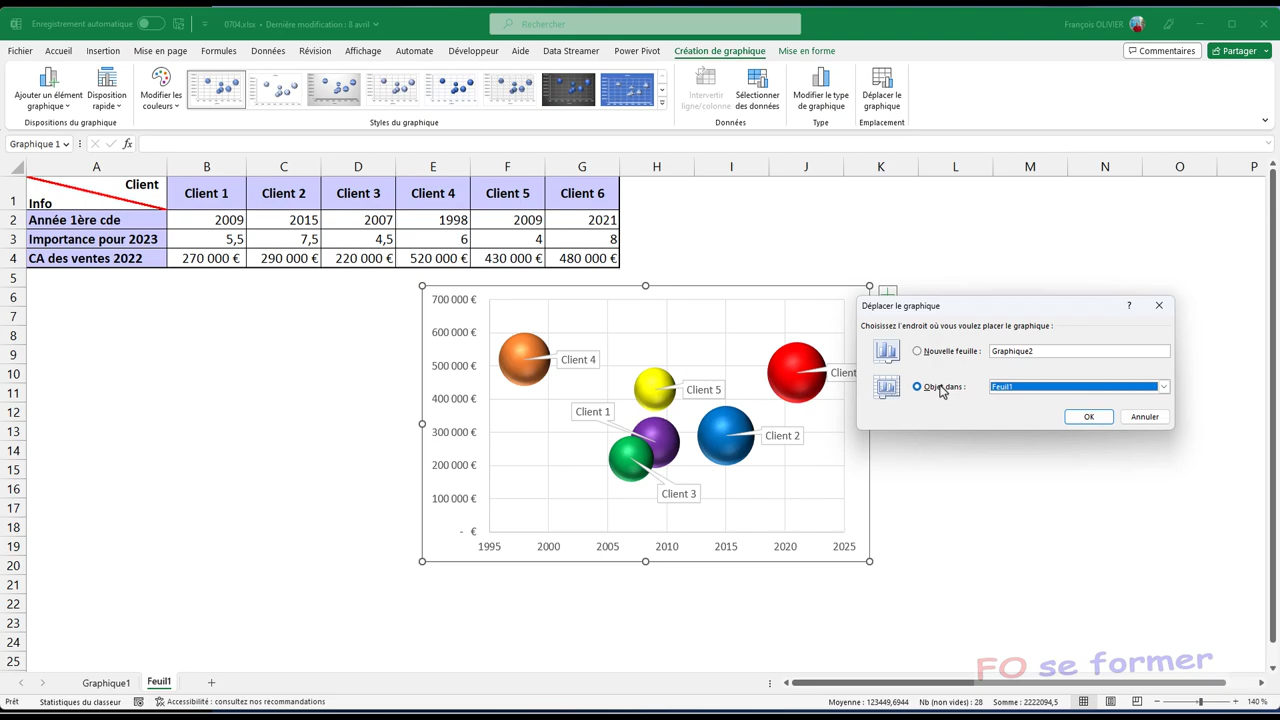 Enregistrement automatique
0704.xlsx • Dernière modification : 8 avril
Rechercher
François OLIVIER
Fichier Accueil Insertion Mise en page Formules Données Révision Affichage Automate Développeur Aide Data Streamer Power Pivot Création de graphique Mise en forme
Commentaires
Partager
Ajouter un élément graphique
Disposition rapide
Modifier les couleurs
Intervertir ligne/colonne
Sélectionner des données
Modifier le type de graphique
Déplacer le graphique
Dispositions du graphique
Styles du graphique
Données
Type
Emplacement
Graphique 1
fx
A B C D E F G H I J K L M N O P
1 Client Info Client 1 Client 2 Client 3 Client 4 Client 5 Client 6
2 Année 1ère cde 2009 2015 2007 1998 2009 2021
3 Importance pour 2023 5,5 7,5 4,5 6 4 8
4 CA des ventes 2022 270 000 € 290 000 € 220 000 € 520 000 € 430 000 € 480 000 €
5
6
7
8
9
10
11
12
13
14
15
16
17
18
19
20
21
22
23
24
25
700 000 €
600 000 €
500 000 €
400 000 €
300 000 €
200 000 €
100 000 €
- €
1995 2000 2005 2010 2015 2020 2025
Client 4
Client 5
Client 1
Client 2
Client 3
Client
Déplacer le graphique
?
Choisissez l'endroit où vous voulez placer le graphique :
Nouvelle feuille : Graphique2
Objet dans : Feuil1
OK Annuler
FO se former
Graphique1 Feuil1
Prêt Statistiques du classeur Accessibilité : consultez nos recommandations Moyenne : 123449,6944 Nb (non vides) : 28 Somme : 2222094,5 140 %